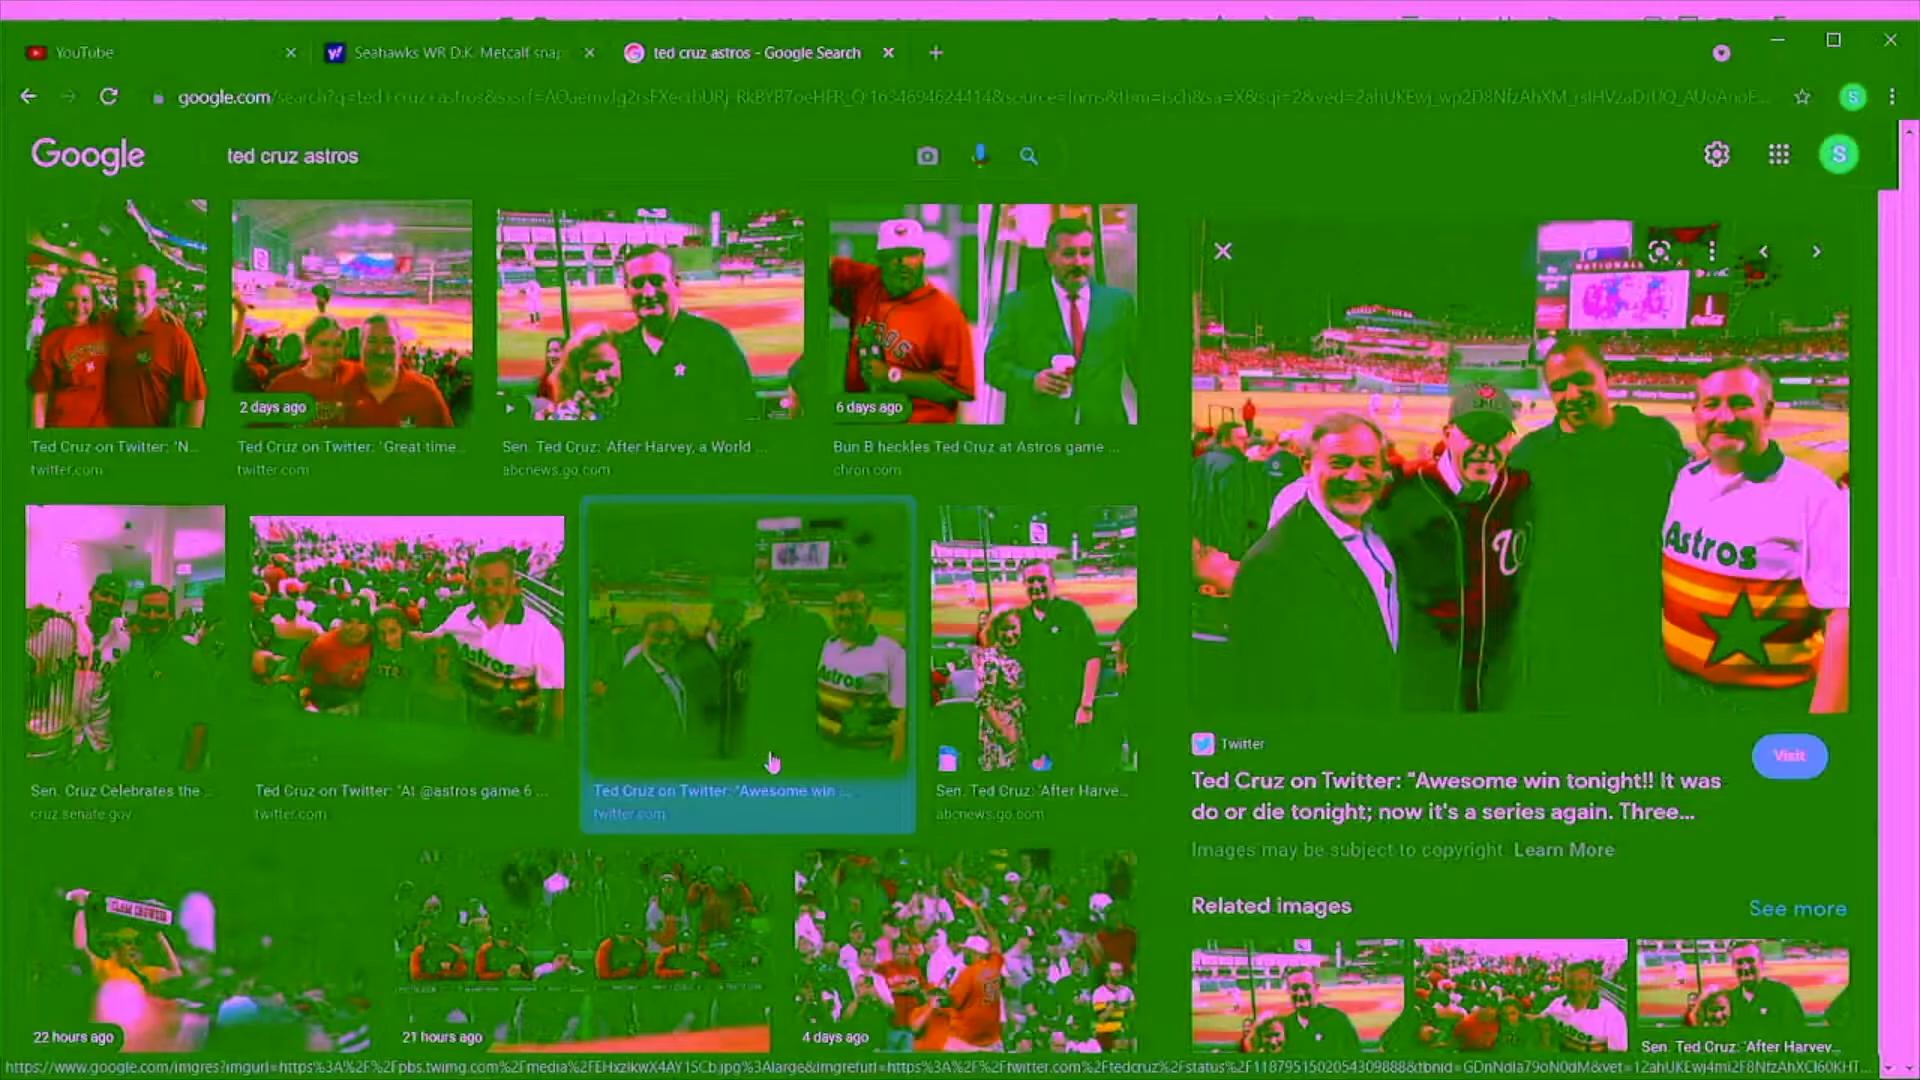 YouTube
Seahawks WR D.K. Metcalf snap
ted cruz astros - Google Search
google.com
Google
ted cruz astros
S
S
2 days ago
6 days ago
Ted Cruz on Twitter: "N...
twitter.com
Ted Cruz on Twitter: "Great time...
twitter.com
Sen. Ted Cruz: 'After Harvey, a World ...
abcnews.go.com
Bun B heckles Ted Cruz at Astros game ...
chron.com
NATIONALS
W
Astros
Astros
Astros
Sen. Cruz Celebrates the ...
cruz.senate.gov
Ted Cruz on Twitter: "At @astros game 6 ...
twitter.com
Ted Cruz on Twitter: "Awesome win ...
twitter.com
Sen. Ted Cruz: 'After Harve...
abcnews.go.com
Twitter
Visit
Ted Cruz on Twitter: "Awesome win tonight!! It was
do or die tonight; now it's a series again. Three...
Images may be subject to copyright. Learn More
Related images
See more
22 hours ago
21 hours ago
4 days ago
Astros
Sen. Ted Cruz: 'After Harvey...